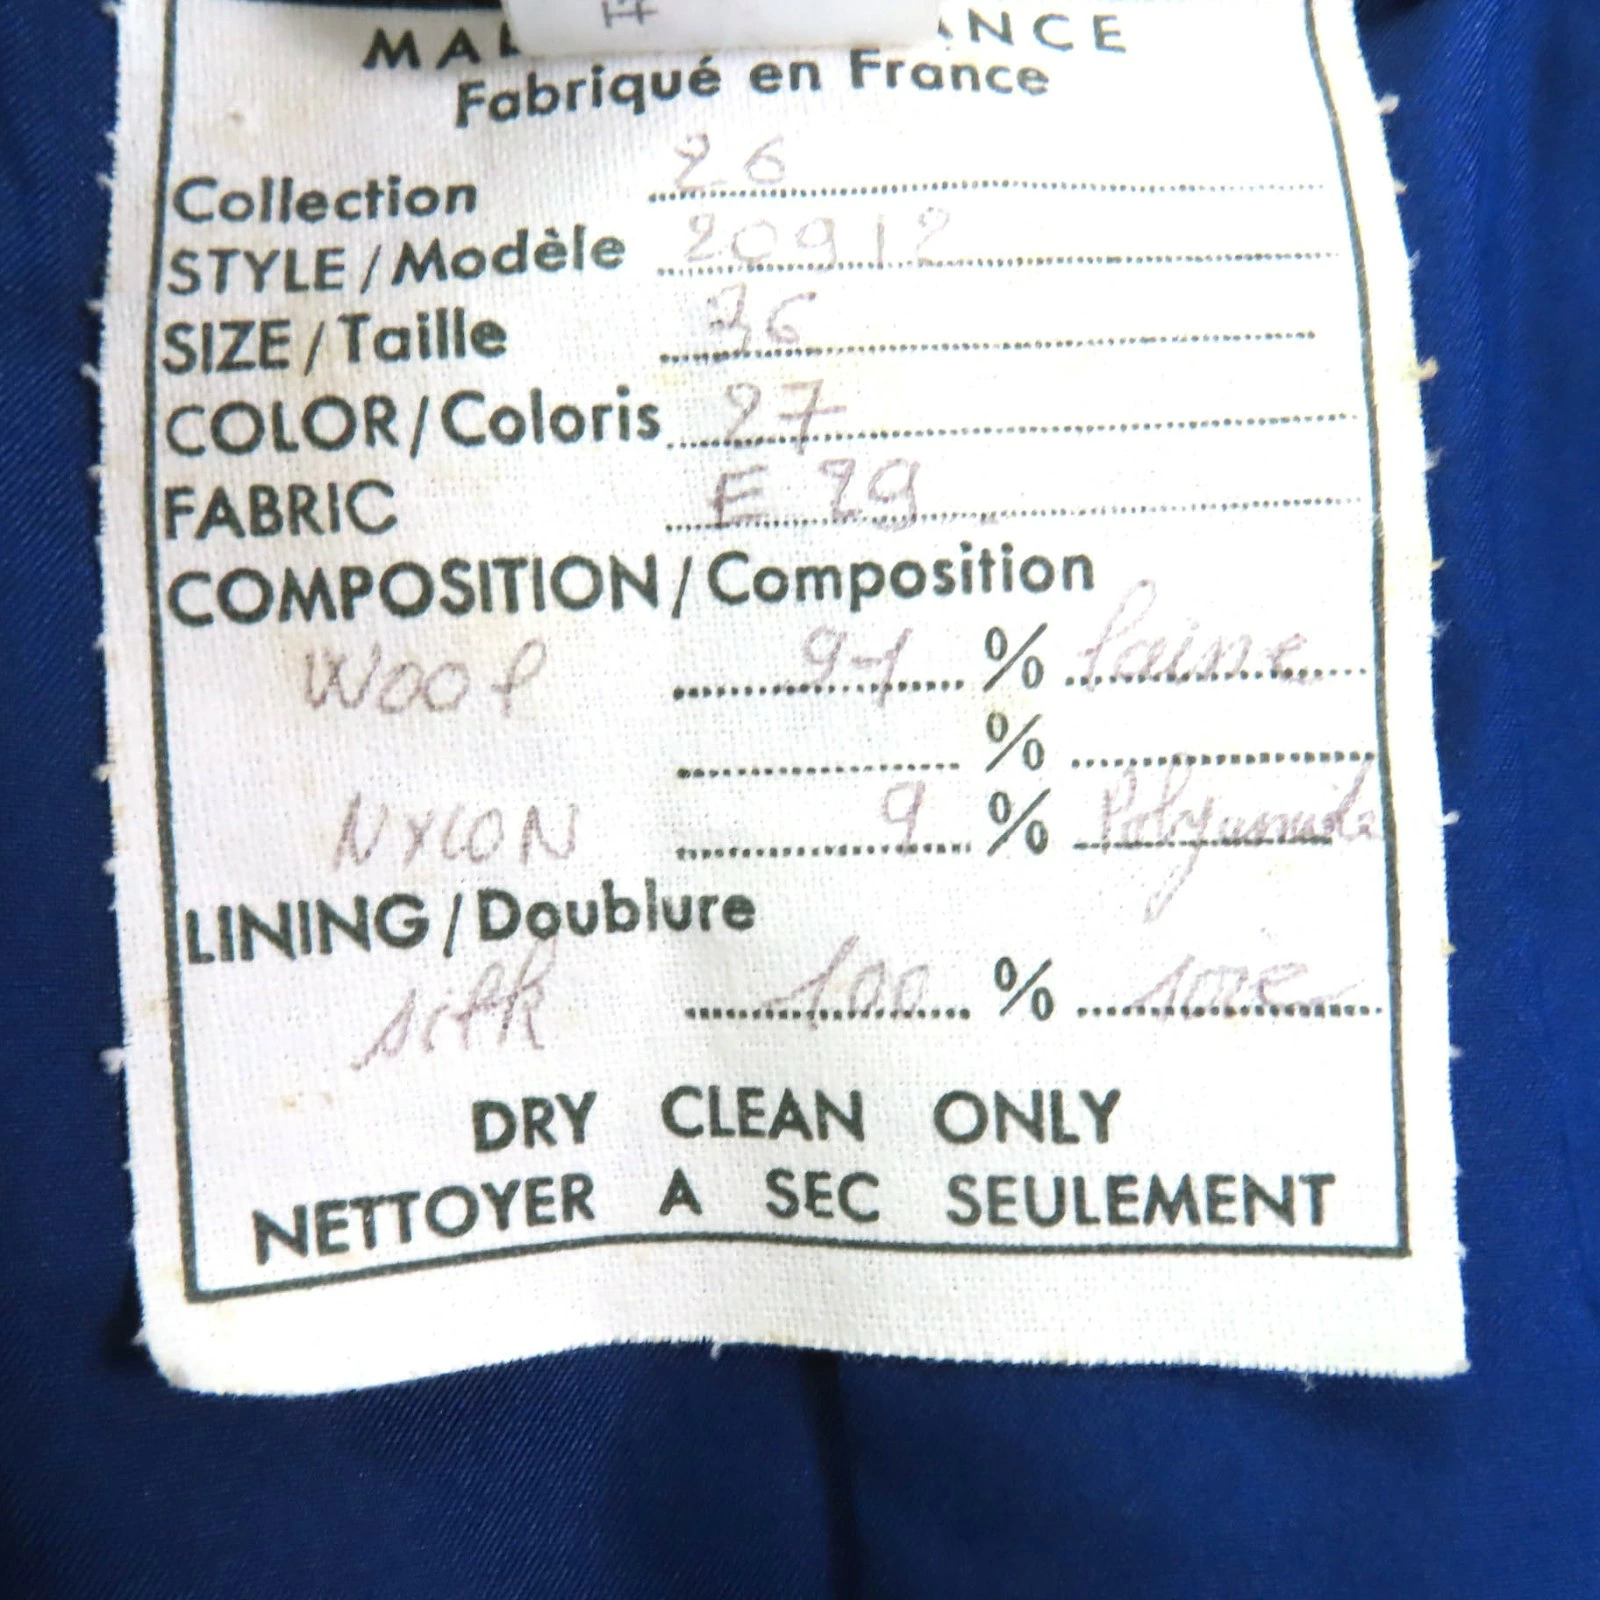 Fabriqué en France
Collection 26
STYLE/Modèle 20912
SIZE/Taille 36
COLOR/Coloris 27
FABRIC E 29
COMPOSITION/Composition
Wool 91 % laine
%
NYLON 9 % Polyamide
LINING/Doublure
silk 100 % soie
DRY CLEAN ONLY
NETTOYER A SEC SEULEMENT